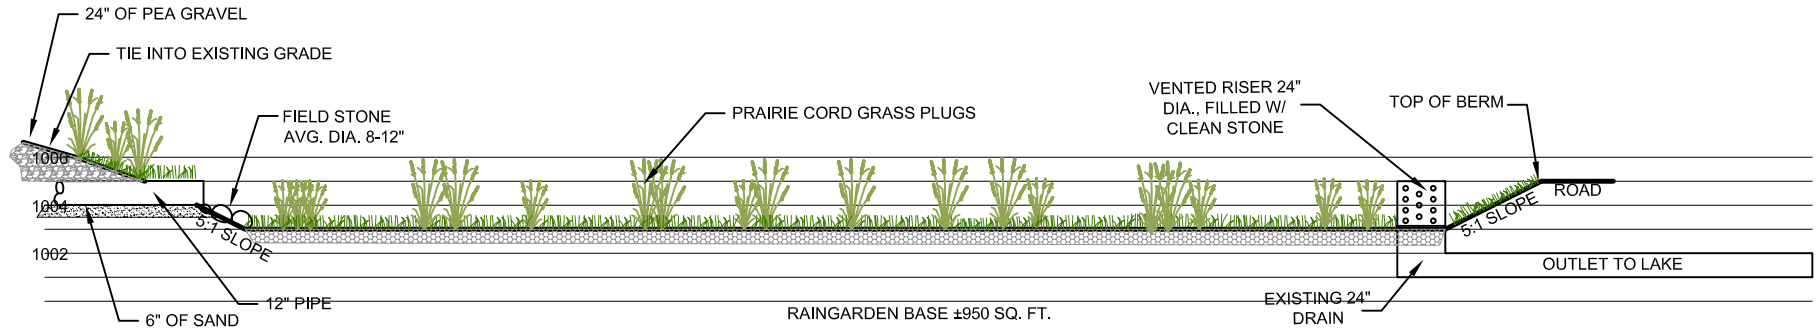 24" OF PEA GRAVEL
TIE INTO EXISTING GRADE
FIELD STONE
AVG. DIA. 8-12"
PRAIRIE CORD GRASS PLUGS
VENTED RISER 24"
DIA., FILLED W/
CLEAN STONE
TOP OF BERM
1006
0
1004
1002
5:1 SLOPE
5:1 SLOPE
ROAD
OUTLET TO LAKE
12" PIPE
6" OF SAND
RAINGARDEN BASE ±950 SQ. FT.
EXISTING 24"
DRAIN